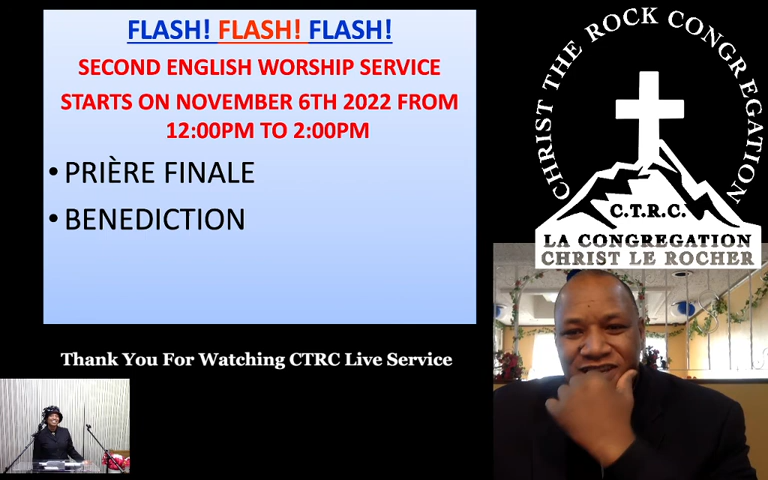 FLASH! FLASH! FLASH!
SECOND ENGLISH WORSHIP SERVICE
STARTS ON NOVEMBER 6TH 2022 FROM
12:00PM TO 2:00PM
• PRIÈRE FINALE
• BENEDICTION
CHRIST THE ROCK CONGREGATION
C.T.R.C.
LA CONGREGATION
CHRIST LE ROCHER
Thank You For Watching CTRC Live Service